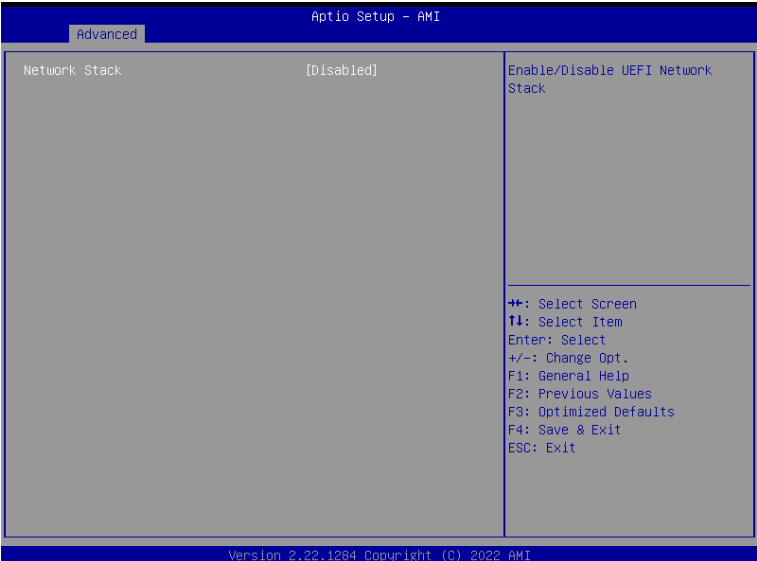 Aptio Setup – AMI
Advanced
Network Stack [Disabled]
Enable/Disable UEFI Network
Stack
→←: Select Screen
↑↓: Select Item
Enter: Select
+/-: Change Opt.
F1: General Help
F2: Previous Values
F3: Optimized Defaults
F4: Save & Exit
ESC: Exit
Version 2.22.1284 Copyright (C) 2022 AMI